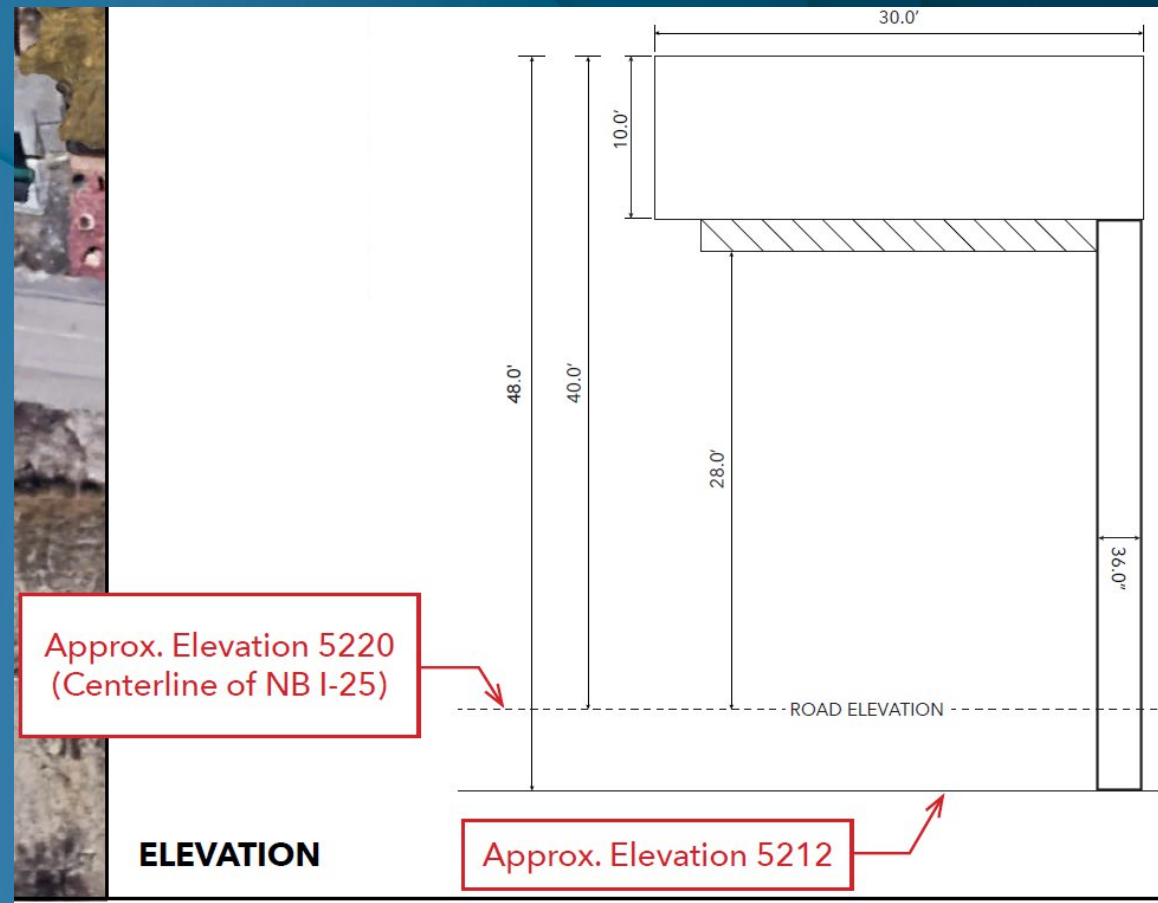 30.0'
10.0'
48.0'
40.0'
28.0'
36.0"
Approx. Elevation 5220
(Centerline of NB I-25)
ROAD ELEVATION
ELEVATION
Approx. Elevation 5212